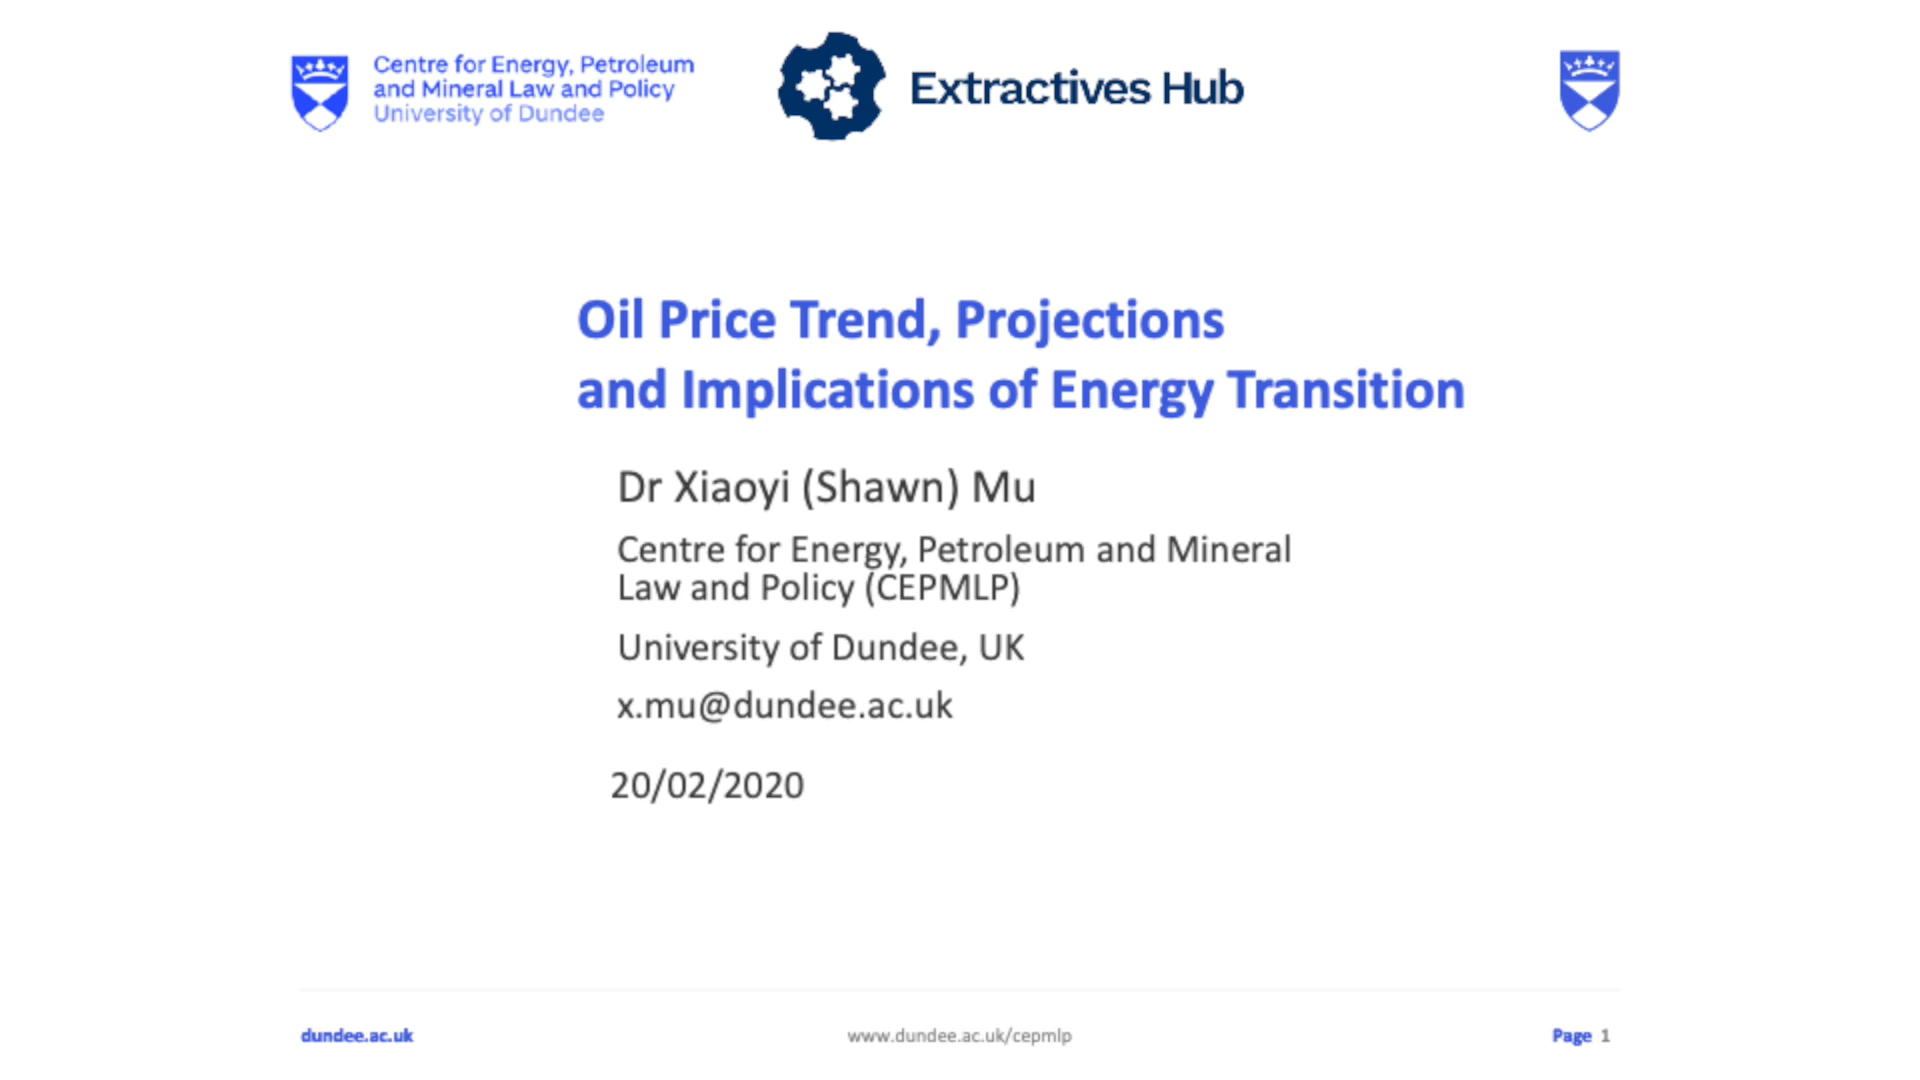 Centre for Energy, Petroleum
and Mineral Law and Policy
University of Dundee
Extractives Hub
Oil Price Trend, Projections
and Implications of Energy Transition
Dr Xiaoyi (Shawn) Mu
Centre for Energy, Petroleum and Mineral
Law and Policy (CEPMLP)
University of Dundee, UK
x.mu@dundee.ac.uk
20/02/2020
dundee.ac.uk
www.dundee.ac.uk/cepmlp
Page 1